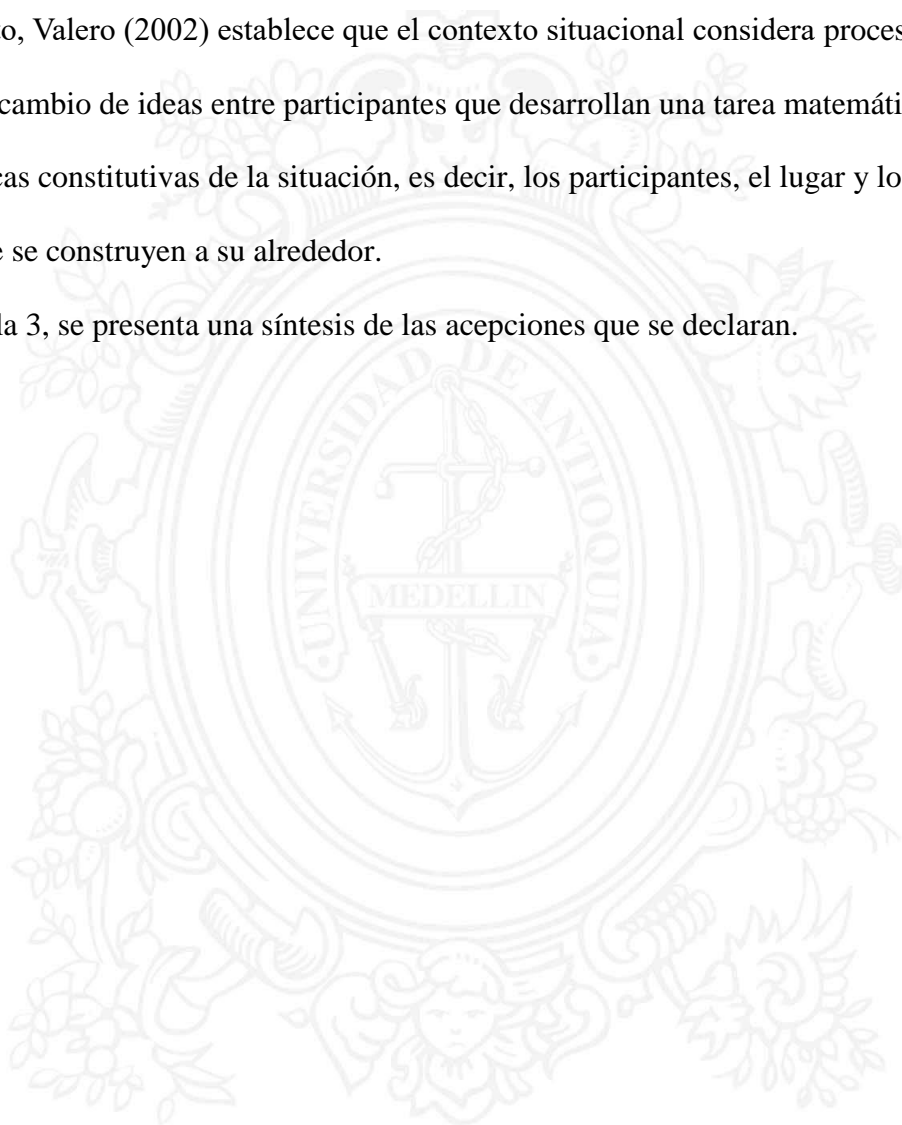 to, Valero (2002) establece que el contexto situacional considera proces
cambio de ideas entre participantes que desarrollan una tarea matemáti
cas constitutivas de la situación, es decir, los participantes, el lugar y lo
e se construyen a su alrededor.
la 3, se presenta una síntesis de las acepciones que se declaran.
UNIVERSIDAD DE ANTIOQUIA
MEDELLIN